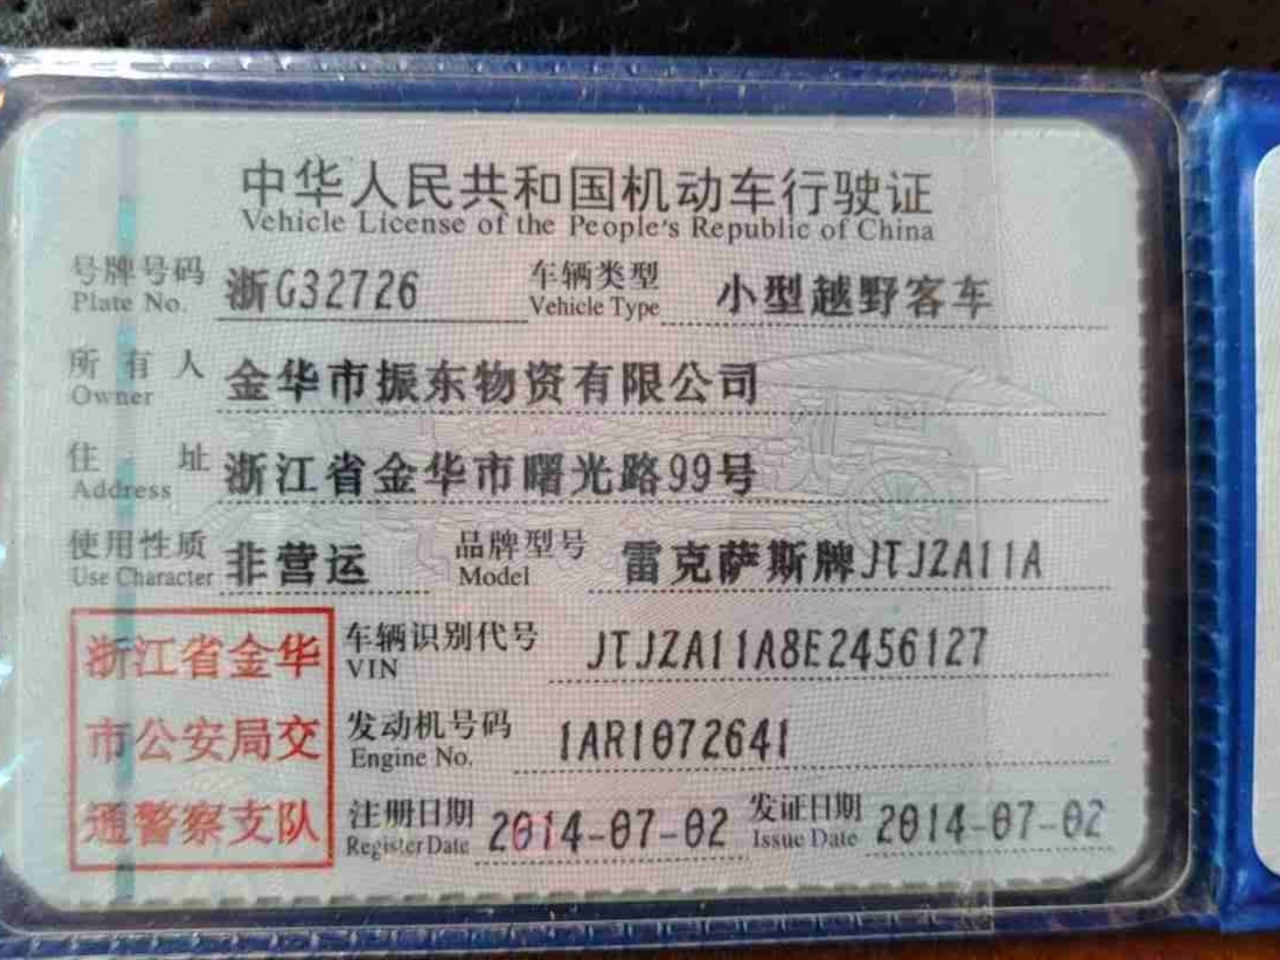 中华人民共和国机动车行驶证
Vehicle License of the People's Republic of China
号牌号码 浙G32726 车辆类型 小型越野客车
Plate No. Vehicle Type
所有人 金华市振东物资有限公司
Owner
住址 浙江省金华市曙光路99号
Address
使用性质 非营运 品牌型号 雷克萨斯牌JTJZA11A
Use Character Model
浙江省金华
市公安局交
通警察支队
车辆识别代号 JTJZA11A8E2456127
VIN
发动机号码 1AR1072641
Engine No.
注册日期 2014-07-02 发证日期 2014-07-02
Register Date Issue Date